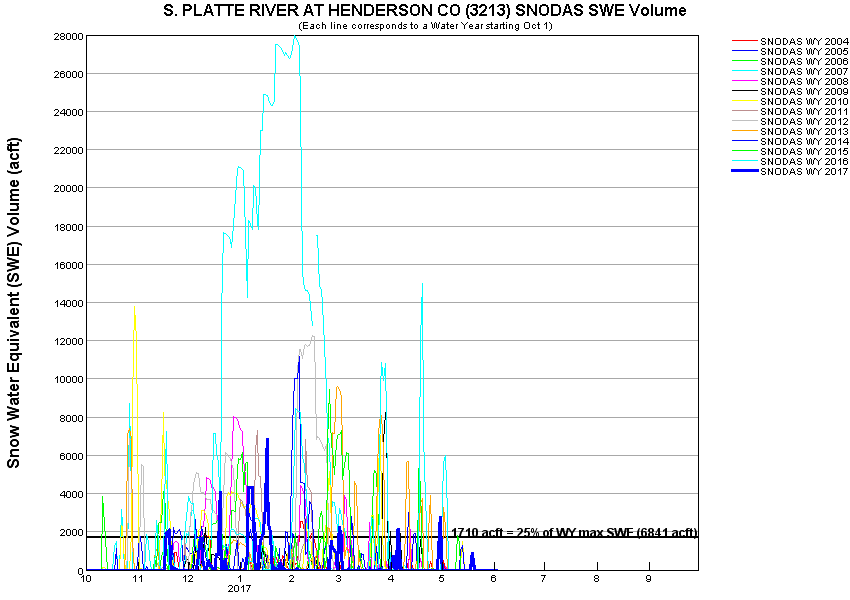 S. PLATTE RIVER AT HENDERSON CO (3213) SNODAS SWE Volume
(Each line corresponds to a Water Year starting Oct 1)
Snow Water Equivalent (SWE) Volume (acft)
28000
26000
24000
22000
20000
18000
16000
14000
12000
10000
8000
6000
4000
2000
0
1710 acft = 25% of WY max SWE (6841 acft)
10 11 12 1 2 3 4 5 6 7 8 9
2017
SNODAS WY 2004
SNODAS WY 2005
SNODAS WY 2006
SNODAS WY 2007
SNODAS WY 2008
SNODAS WY 2009
SNODAS WY 2010
SNODAS WY 2011
SNODAS WY 2012
SNODAS WY 2013
SNODAS WY 2014
SNODAS WY 2015
SNODAS WY 2016
SNODAS WY 2017